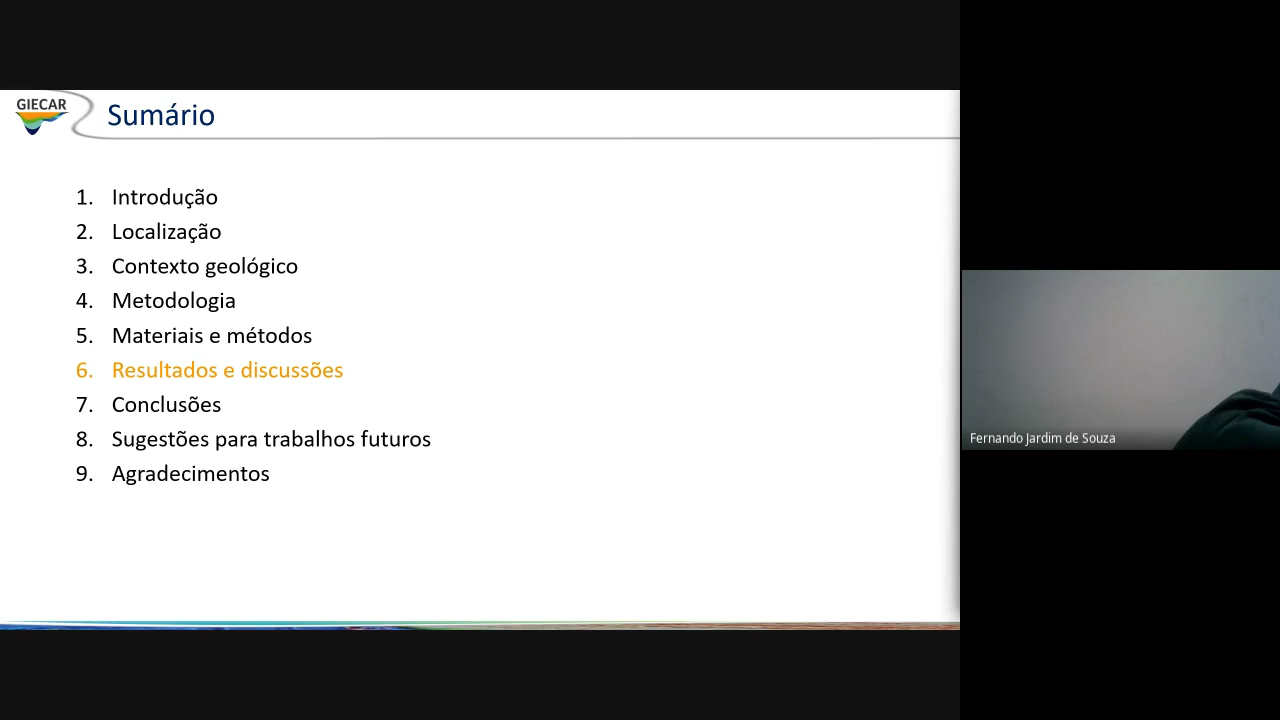 GIECAR
Sumário
1. Introdução
2. Localização
3. Contexto geológico
4. Metodologia
5. Materiais e métodos
6. Resultados e discussões
7. Conclusões
8. Sugestões para trabalhos futuros
9. Agradecimentos
Fernando Jardim de Souza